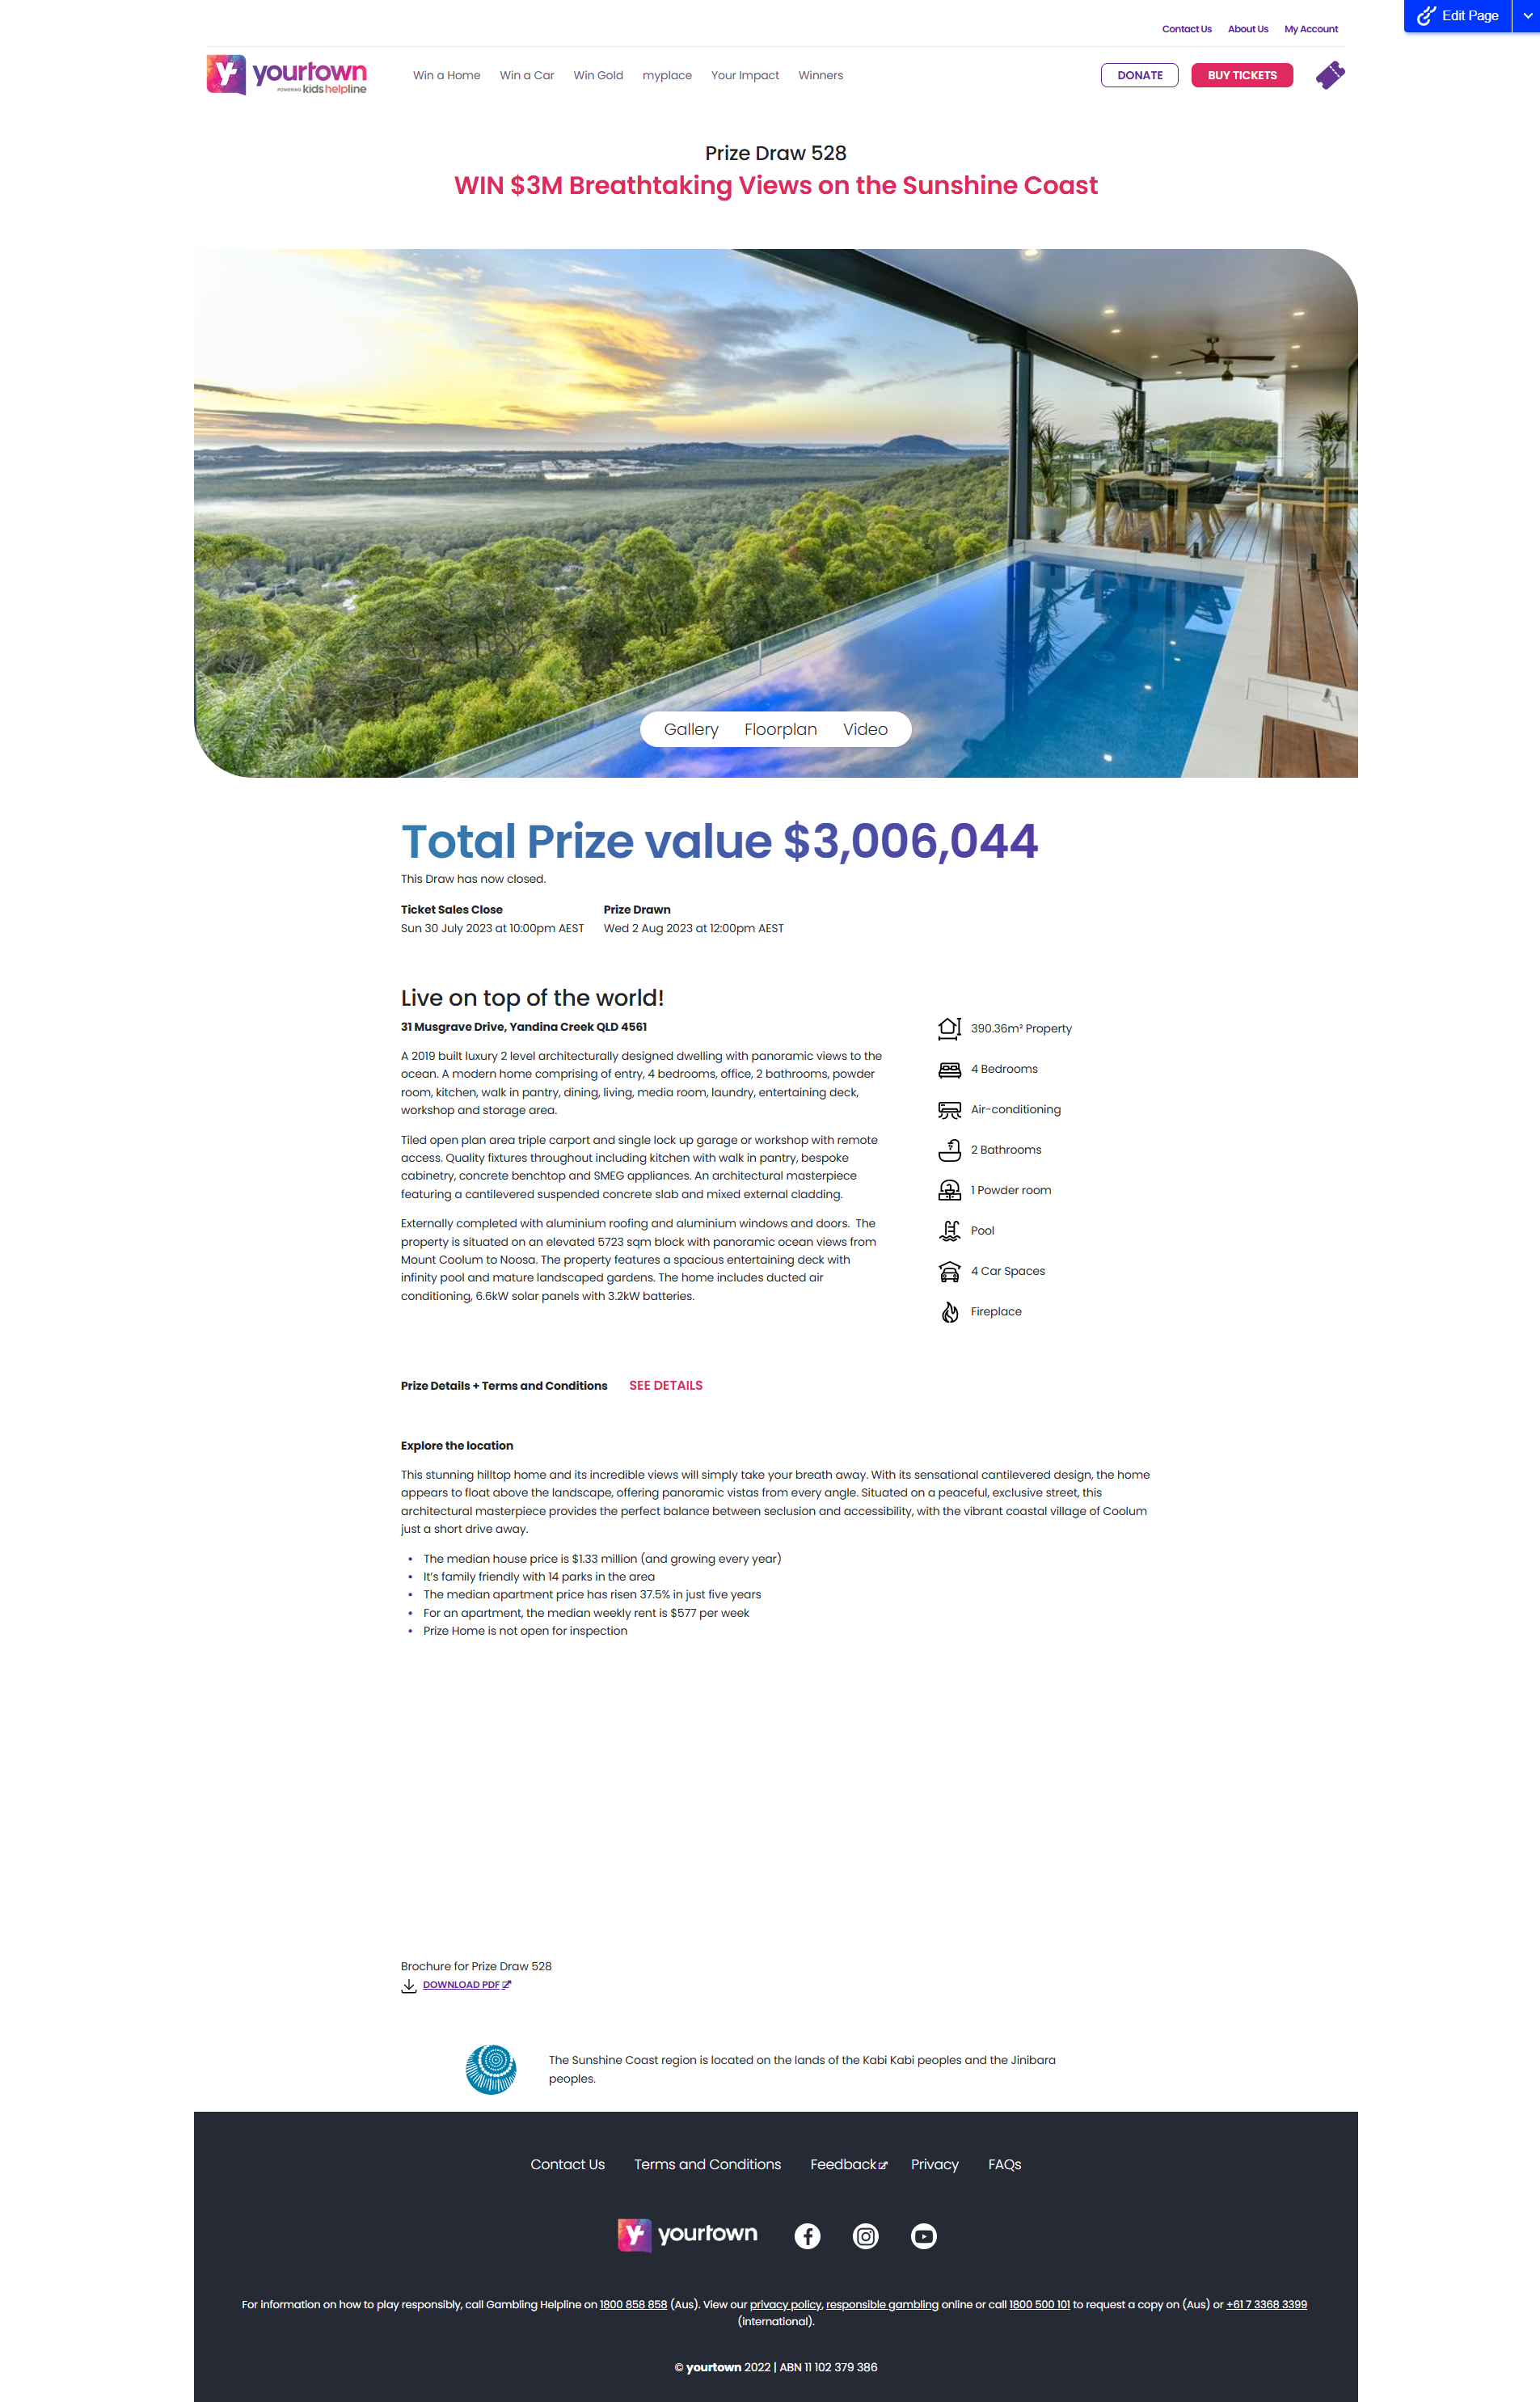 Edit Page
Contact Us About Us My Account
yourtown
POWERING kidshelpline
Win a Home Win a Car Win Gold myplace Your Impact Winners
DONATE BUY TICKETS
Prize Draw 528
WIN $3M Breathtaking Views on the Sunshine Coast
Gallery Floorplan Video
Total Prize value $3,006,044
This Draw has now closed.
Ticket Sales Close Prize Drawn
Sun 30 July 2023 at 10:00pm AEST Wed 2 Aug 2023 at 12:00pm AEST
Live on top of the world!
31 Musgrave Drive, Yandina Creek QLD 4561
A 2019 built luxury 2 level architecturally designed dwelling with panoramic views to the
ocean. A modern home comprising of entry, 4 bedrooms, office, 2 bathrooms, powder
room, kitchen, walk in pantry, dining, living, media room, laundry, entertaining deck,
workshop and storage area.
Tiled open plan area triple carport and single lock up garage or workshop with remote
access. Quality fixtures throughout including kitchen with walk in pantry, bespoke
cabinetry, concrete benchtop and SMEG appliances. An architectural masterpiece
featuring a cantilevered suspended concrete slab and mixed external cladding.
Externally completed with aluminium roofing and aluminium windows and doors. The
property is situated on an elevated 5723 sqm block with panoramic ocean views from
Mount Coolum to Noosa. The property features a spacious entertaining deck with
infinity pool and mature landscaped gardens. The home includes ducted air
conditioning, 6.6kW solar panels with 3.2kW batteries.
390.36m² Property
4 Bedrooms
Air-conditioning
2 Bathrooms
1 Powder room
Pool
4 Car Spaces
Fireplace
Prize Details + Terms and Conditions SEE DETAILS
Explore the location
This stunning hilltop home and its incredible views will simply take your breath away. With its sensational cantilevered design, the home
appears to float above the landscape, offering panoramic vistas from every angle. Situated on a peaceful, exclusive street, this
architectural masterpiece provides the perfect balance between seclusion and accessibility, with the vibrant coastal village of Coolum
just a short drive away.
• The median house price is $1.33 million (and growing every year)
• It's family friendly with 14 parks in the area
• The median apartment price has risen 37.5% in just five years
• For an apartment, the median weekly rent is $577 per week
• Prize Home is not open for inspection
Brochure for Prize Draw 528
DOWNLOAD PDF
The Sunshine Coast region is located on the lands of the Kabi Kabi peoples and the Jinibara
peoples.
Contact Us Terms and Conditions Feedback Privacy FAQs
yourtown
For information on how to play responsibly, call Gambling Helpline on 1800 858 858 (Aus). View our privacy policy, responsible gambling online or call 1800 500 101 to request a copy on (Aus) or +61 7 3368 3399
(international).
© yourtown 2022 | ABN 11 102 379 386